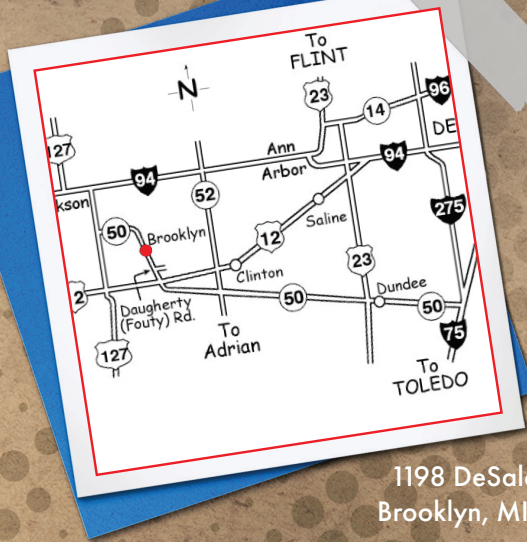 To
FLINT
N
23
96
14
DE
127
Ann
Arbor
94
94
kson
52
275
50
Brooklyn
Saline
12
23
Clinton
Dundee
2
50
50
Daugherty
(Fouty) Rd.
To
Adrian
75
127
To
TOLEDO
1198 DeSal
Brooklyn, MI